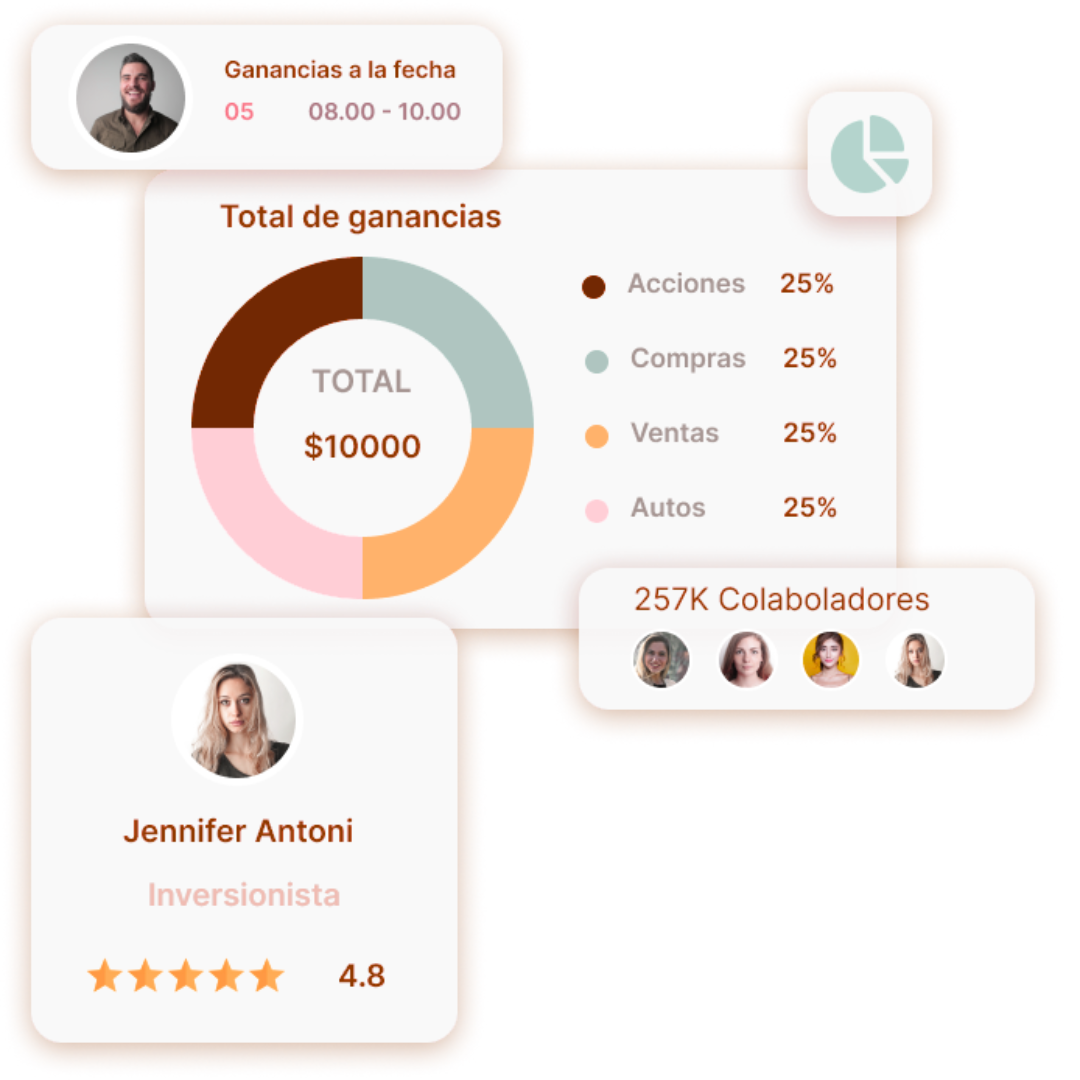 Ganancias a la fecha
05 08.00 - 10.00
Total de ganancias
TOTAL
$10000
Acciones 25%
Compras 25%
Ventas 25%
Autos 25%
257K Colaboladores
Jennifer Antoni
Inversionista
4.8